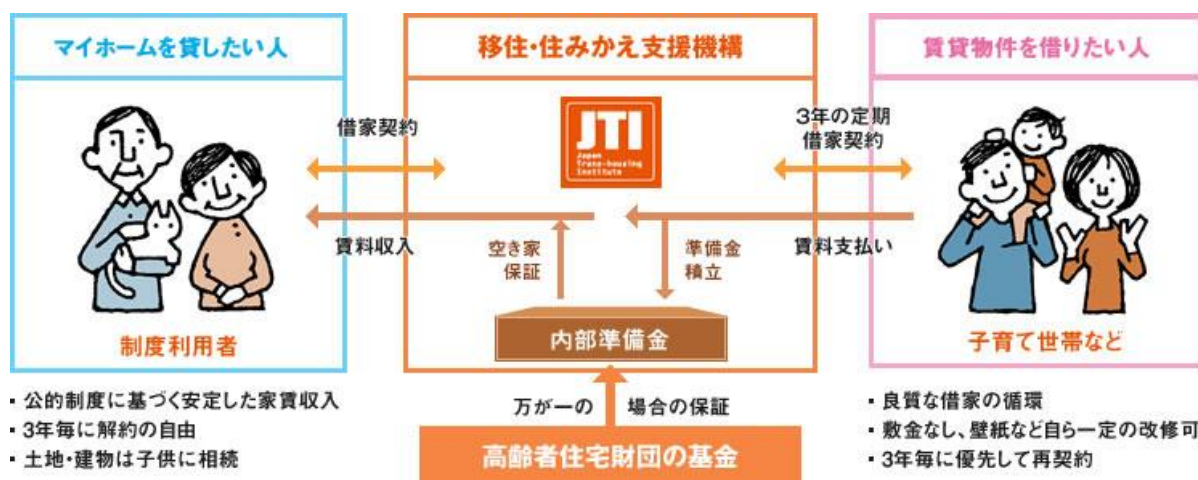 マイホームを貸したい人
移住・住みかえ支援機構
賃貸物件を借りたい人
借家契約
JTI
Japan
Trans-housing
Institute
3年の定期
借家契約
賃料収入
空き家
保証
準備金
積立
賃料支払い
内部準備金
制度利用者
子育て世帯など
万が一の 場合の保証
高齢者住宅財団の基金
▪ 公的制度に基づく安定した家賃収入
▪ 3年毎に解約の自由
▪ 土地・建物は子供に相続
▪ 良質な借家の循環
▪ 敷金なし、壁紙など自ら一定の改修可
▪ 3年毎に優先して再契約